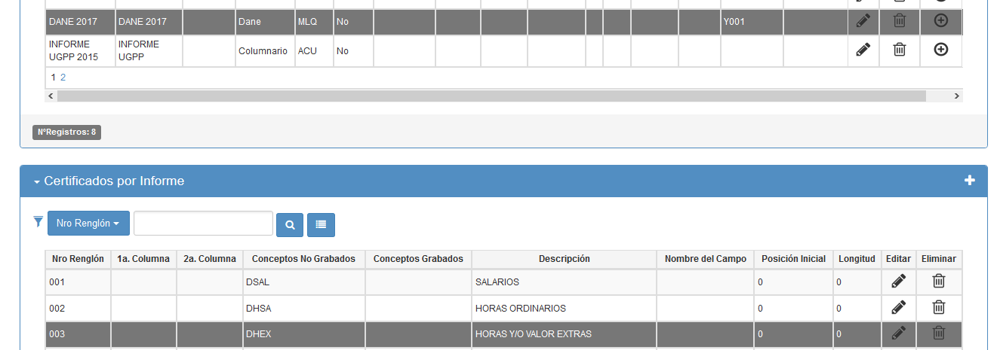 DANE 2017 DANE 2017 Dane MLQ No Y001
INFORME UGPP 2015 INFORME UGPP Columnario ACU No
1 2
NºRegistros: 8
Certificados por Informe
Nro Renglón
Nro Renglón 1a. Columna 2a. Columna Conceptos No Grabados Conceptos Grabados Descripción Nombre del Campo Posición Inicial Longitud Editar Eliminar
001 DSAL SALARIOS 0 0
002 DHSA HORAS ORDINARIOS 0 0
003 DHEX HORAS Y/O VALOR EXTRAS 0 0